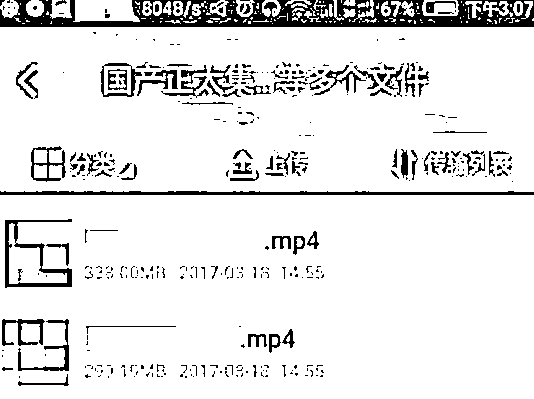 8048/s 67% 下午3:07
国产正太集...等多个文件
分类 上传 传输列表
.mp4
2017-03-18 14:55
.mp4
2017-03-18 14:55